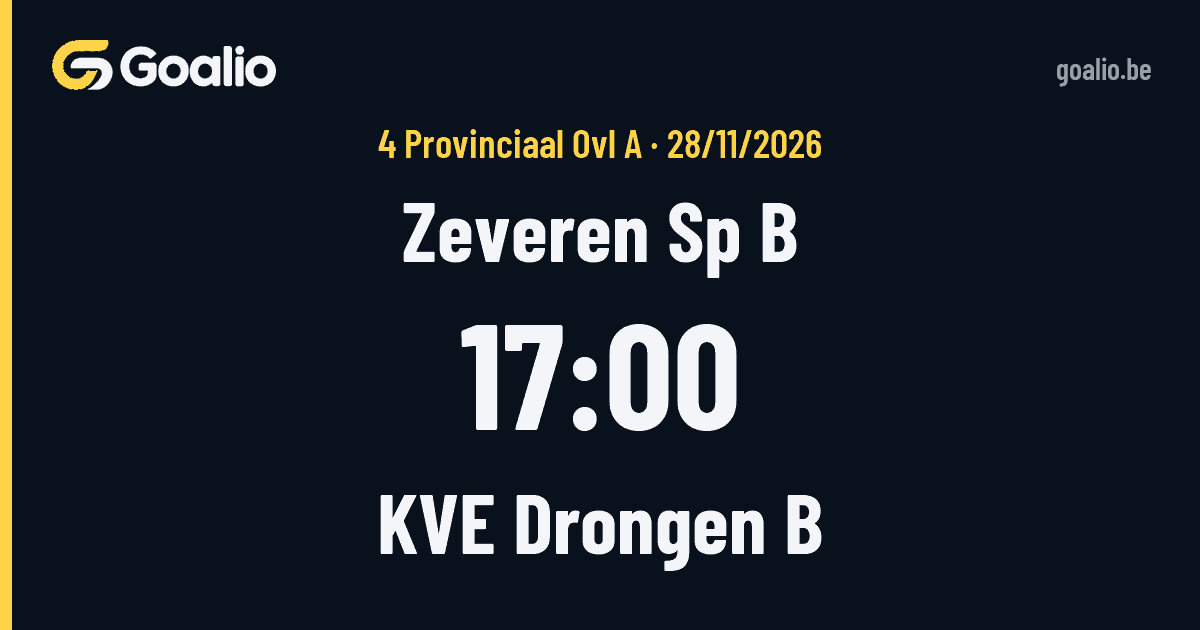 Goalio
goalio.be
4 Provinciaal Ovl A · 28/11/2026
Zeveren Sp B
17:00
KVE Drongen B